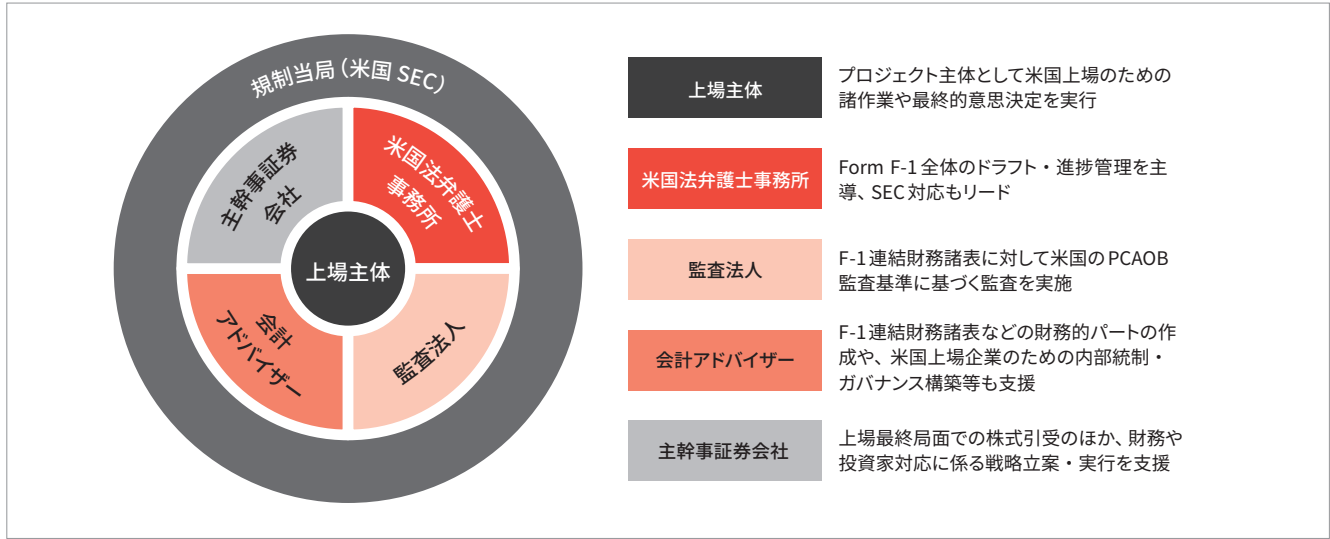 規制当局（米国 SEC）
主幹事証券
会社
米国法弁護士
事務所
上場主体
会計
アドバイザー
監査法人
上場主体
プロジェクト主体として米国上場のための
諸作業や最終的意思決定を実行
米国法弁護士事務所
Form F-1 全体のドラフト・進捗管理を主
導、SEC 対応もリード
監査法人
F-1 連結財務諸表に対して米国の PCAOB
監査基準に基づく監査を実施
会計アドバイザー
F-1 連結財務諸表などの財務的パートの作
成や、米国上場企業のための内部統制・
ガバナンス構築等も支援
主幹事証券会社
上場最終局面での株式引受のほか、財務や
投資家対応に係る戦略立案・実行を支援